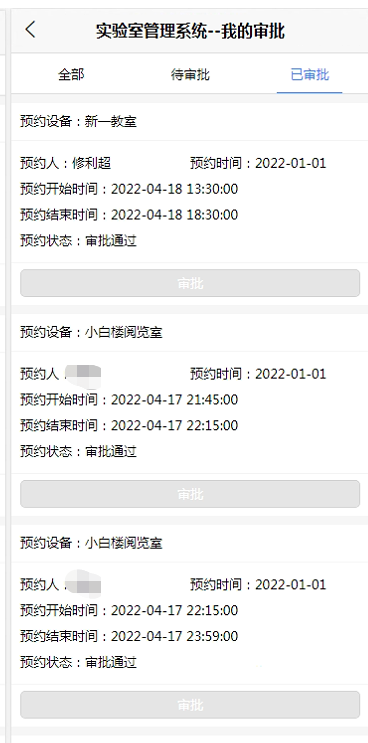 实验室管理系统--我的审批
全部 待审批 已审批
预约设备：新一教室
预约人：修利超 预约时间：2022-01-01
预约开始时间：2022-04-18 13:30:00
预约结束时间：2022-04-18 18:30:00
预约状态：审批通过
审批
预约设备：小白楼阅览室
预约人： 预约时间：2022-01-01
预约开始时间：2022-04-17 21:45:00
预约结束时间：2022-04-17 22:15:00
预约状态：审批通过
审批
预约设备：小白楼阅览室
预约人： 预约时间：2022-01-01
预约开始时间：2022-04-17 22:15:00
预约结束时间：2022-04-17 23:59:00
预约状态：审批通过
审批